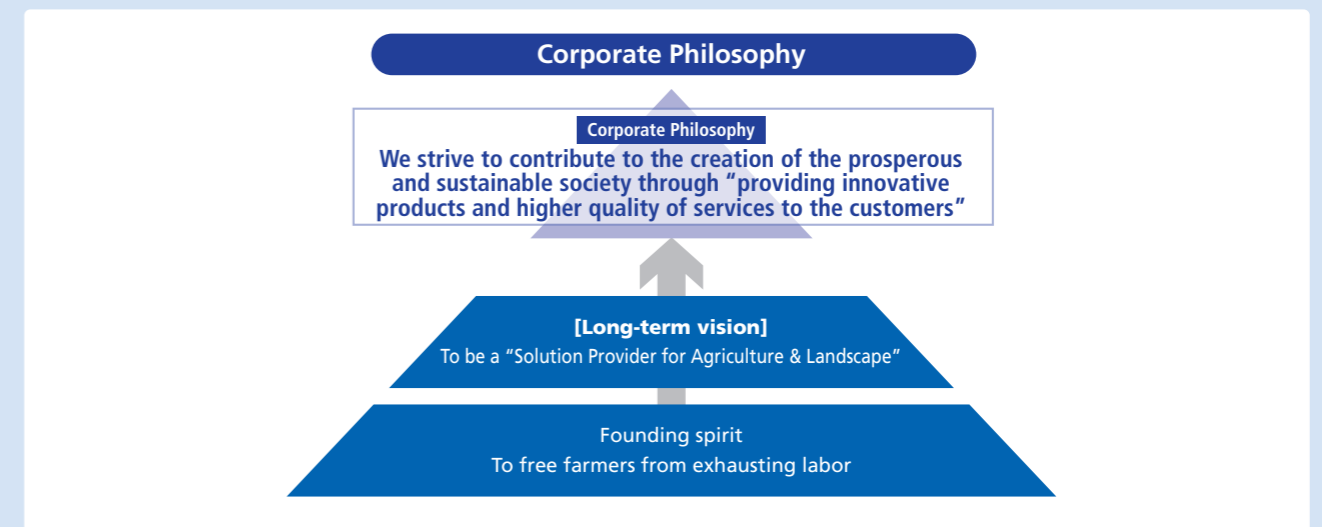 Corporate Philosophy
Corporate Philosophy
We strive to contribute to the creation of the prosperous
and sustainable society through “providing innovative
products and higher quality of services to the customers”
[Long-term vision]
To be a “Solution Provider for Agriculture & Landscape”
Founding spirit
To free farmers from exhausting labor